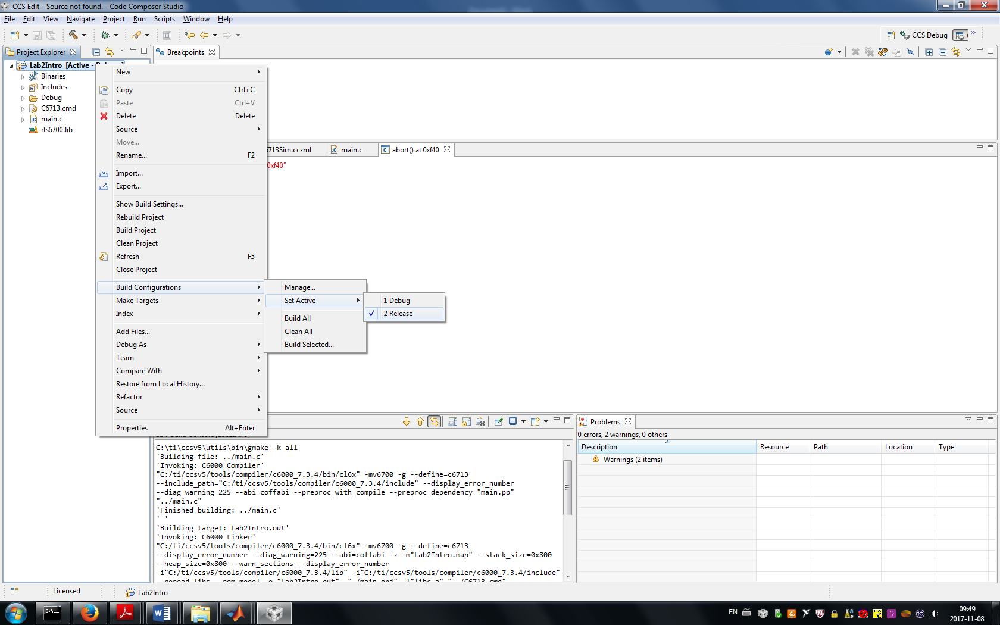 CCS Edit - Source not found. - Code Composer Studio
File Edit View Navigate Project Run Scripts Window Help
CCS Debug
Project Explorer
Breakpoints
Lab2Intro [Active -
Binaries
Includes
Debug
C6713.cmd
main.c
rts6700.lib
New
Copy Ctrl+C
Paste Ctrl+V
Delete Delete
Source
Move...
Rename... F2
Import...
Export...
Show Build Settings...
Rebuild Project
Build Project
Clean Project
Refresh F5
Close Project
Build Configurations
Make Targets
Index
Add Files...
Debug As
Team
Compare With
Restore from Local History...
Refactor
Source
Properties Alt+Enter
Manage...
Set Active
Build All
Clean All
Build Selected...
1 Debug
2 Release
6713Sim.ccxml main.c abort() at 0xf40
0xf40"
C:\ti\ccsv5\utils\bin\gmake -k all
'Building file: ../main.c'
'Invoking: C6000 Compiler'
"C:/ti/ccsv5/tools/compiler/c6000_7.3.4/bin/cl6x" -mv6700 -g --define=c6713
--include_path="C:/ti/ccsv5/tools/compiler/c6000_7.3.4/include" --display_error_number
--diag_warning=225 --abi=coffabi --preproc_with_compile --preproc_dependency="main.pp"
"../main.c"
'Finished building: ../main.c'
' '
'Building target: Lab2Intro.out'
'Invoking: C6000 Linker'
"C:/ti/ccsv5/tools/compiler/c6000_7.3.4/bin/cl6x" -mv6700 -g --define=c6713
--display_error_number --diag_warning=225 --abi=coffabi -z -m"Lab2Intro.map" --stack_size=0x800
--heap_size=0x800 --warn_sections --display_error_number
-i"C:/ti/ccsv5/tools/compiler/c6000_7.3.4/lib" -i"C:/ti/ccsv5/tools/compiler/c6000_7.3.4/include"
--reread_libs --rom_model -o "Lab2Intro.out" "./main.obj" -l"libc.a" "../C6713.cmd"
Problems
0 errors, 2 warnings, 0 others
Description Resource Path Location Type
Warnings (2 items)
Licensed
Lab2Intro
C:\
EN
09:49
2017-11-08